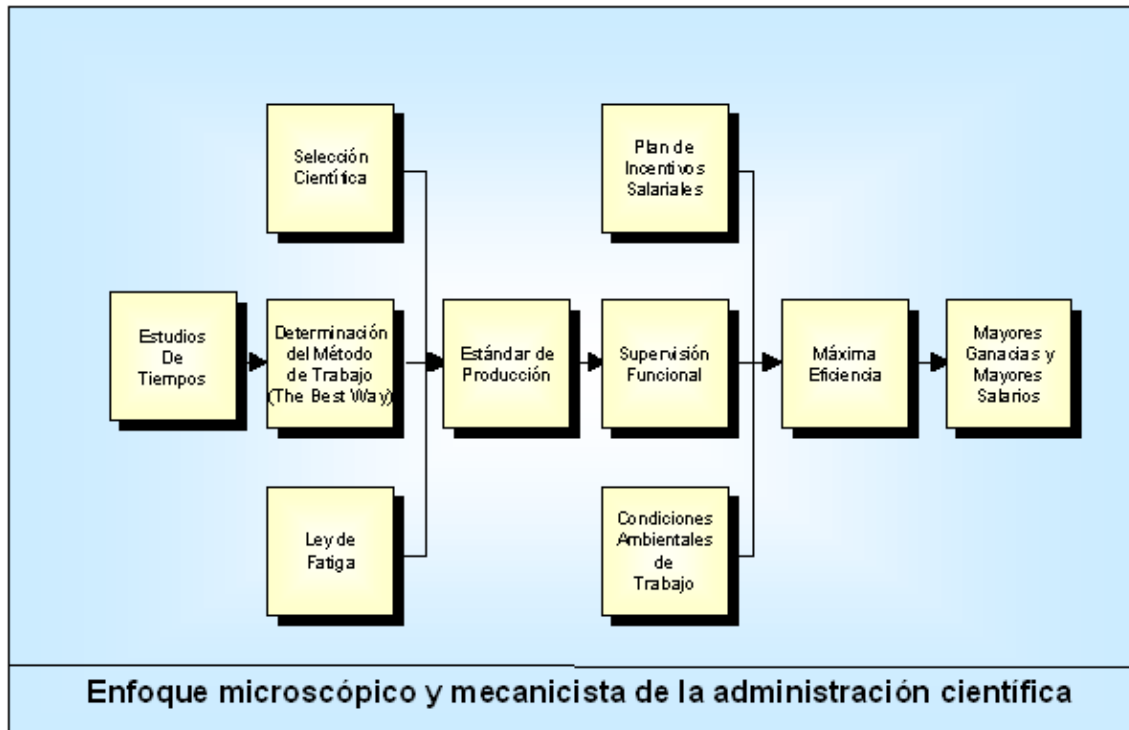 Selección
Científica
Plan de
Incentivos
Salariales
Estudios
De
Tiempos
Determinación
del Método
de Trabajo
(The Best Way)
Estándar de
Producción
Supervisión
Funcional
Máxima
Eficiencia
Mayores
Ganacias y
Mayores
Salarios
Ley de
Fatiga
Condiciones
Ambientales
de
Trabajo
Enfoque microscópico y mecanicista de la administración científica